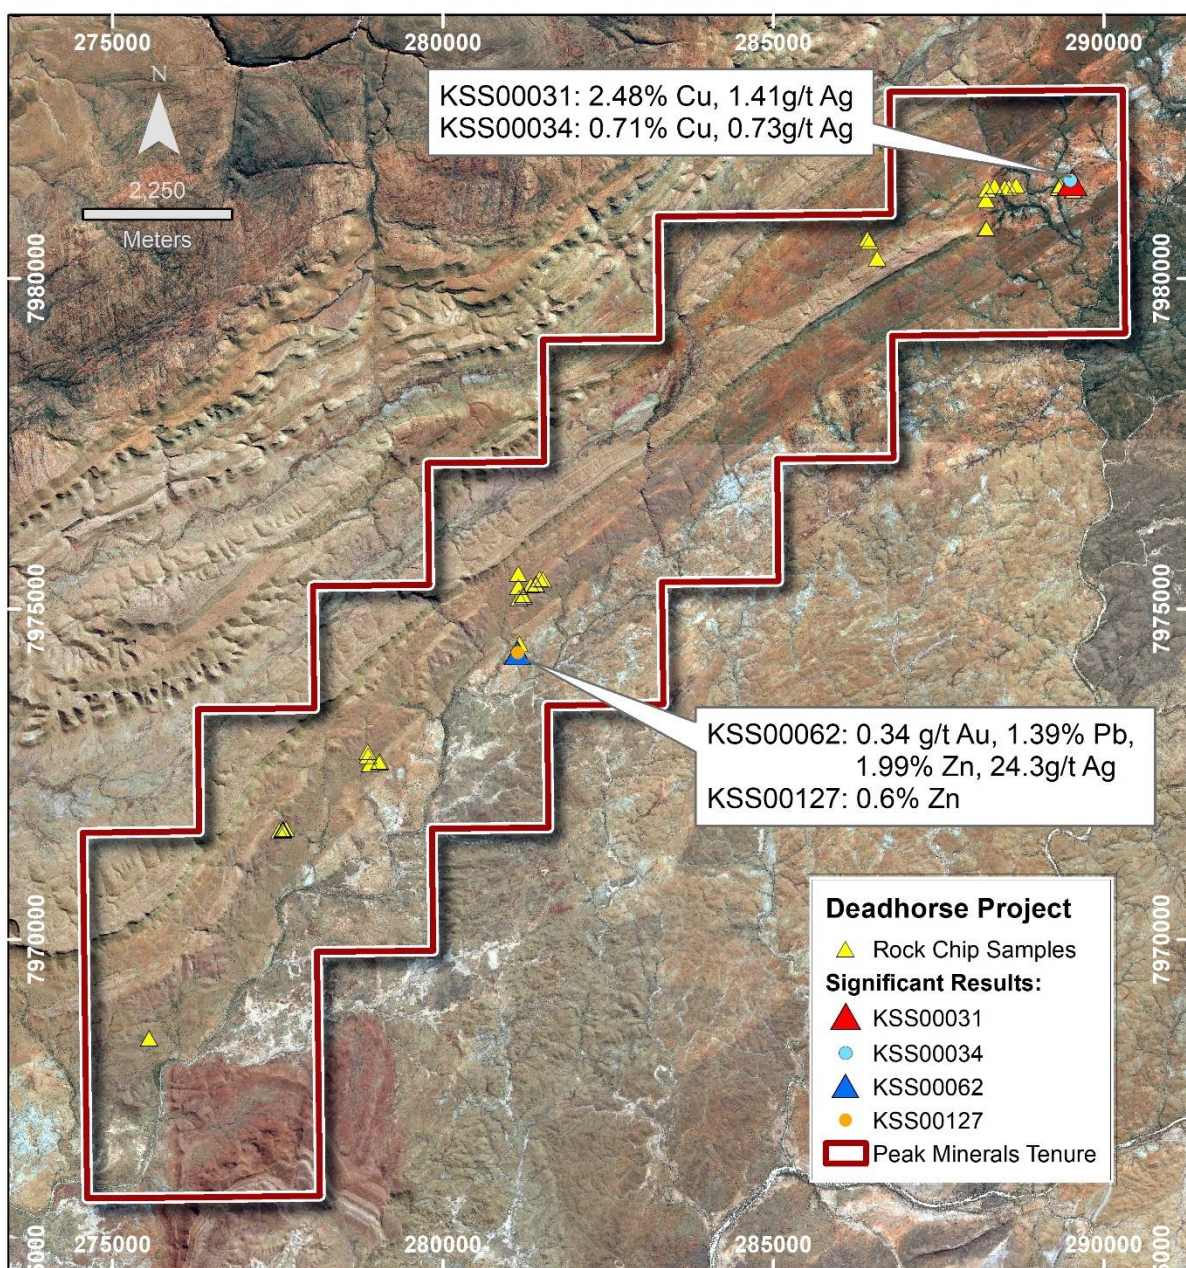 275000
280000
285000
290000
N
2,250
Meters
KSS00031: 2.48% Cu, 1.41g/t Ag
KSS00034: 0.71% Cu, 0.73g/t Ag
7980000
7980000
7975000
7975000
KSS00062: 0.34 g/t Au, 1.39% Pb,
1.99% Zn, 24.3g/t Ag
KSS00127: 0.6% Zn
7970000
7970000
Deadhorse Project
Rock Chip Samples
Significant Results:
KSS00031
KSS00034
KSS00062
KSS00127
Peak Minerals Tenure
275000
280000
285000
290000